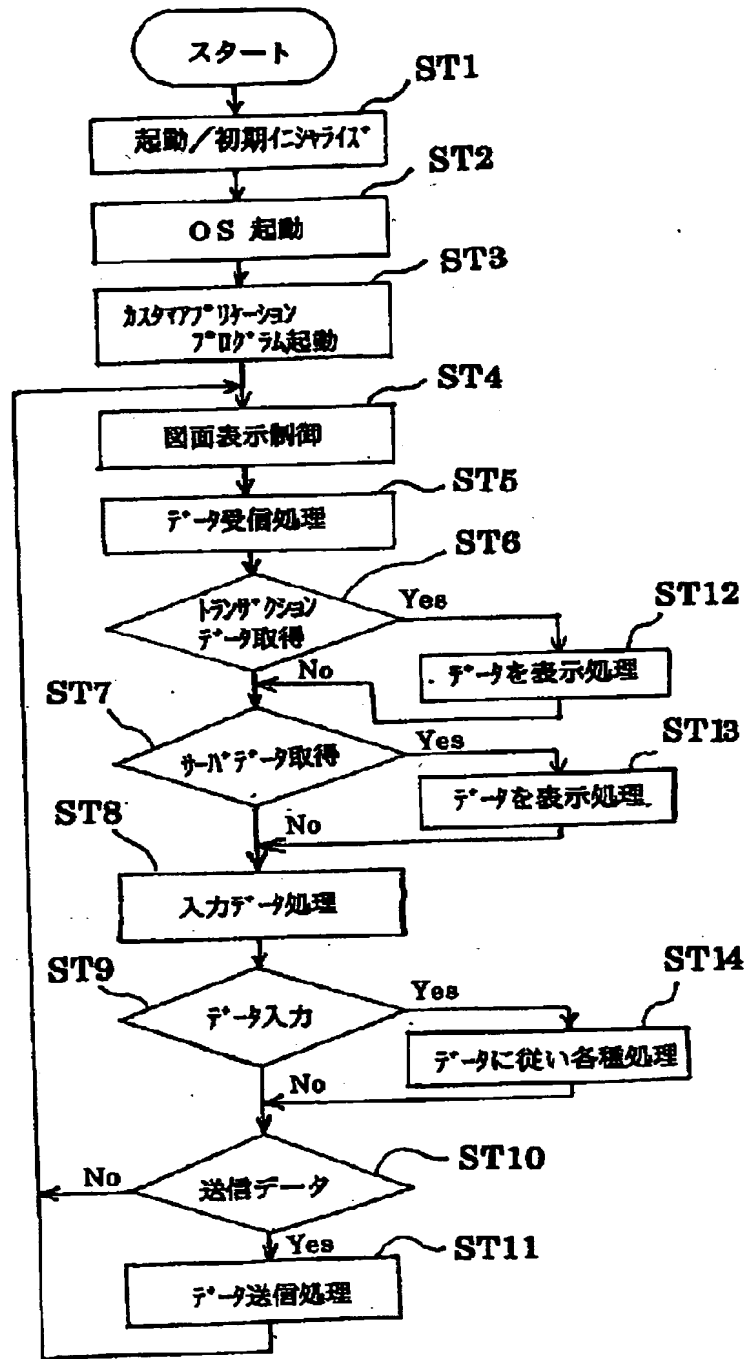 スタート
ST1
起動/初期イニシャライズ
ST2
OS 起動
ST3
カスタマアプリケーション
プログラム起動
ST4
図面表示制御
ST5
データ受信処理
ST6
トランザクション
データ取得
Yes
ST12
データを表示処理
No
ST7
サーバデータ取得
Yes
ST13
データを表示処理
No
ST8
入力データ処理
ST9
データ入力
Yes
ST14
データに従い各種処理
No
ST10
送信データ
No
Yes
ST11
データ送信処理